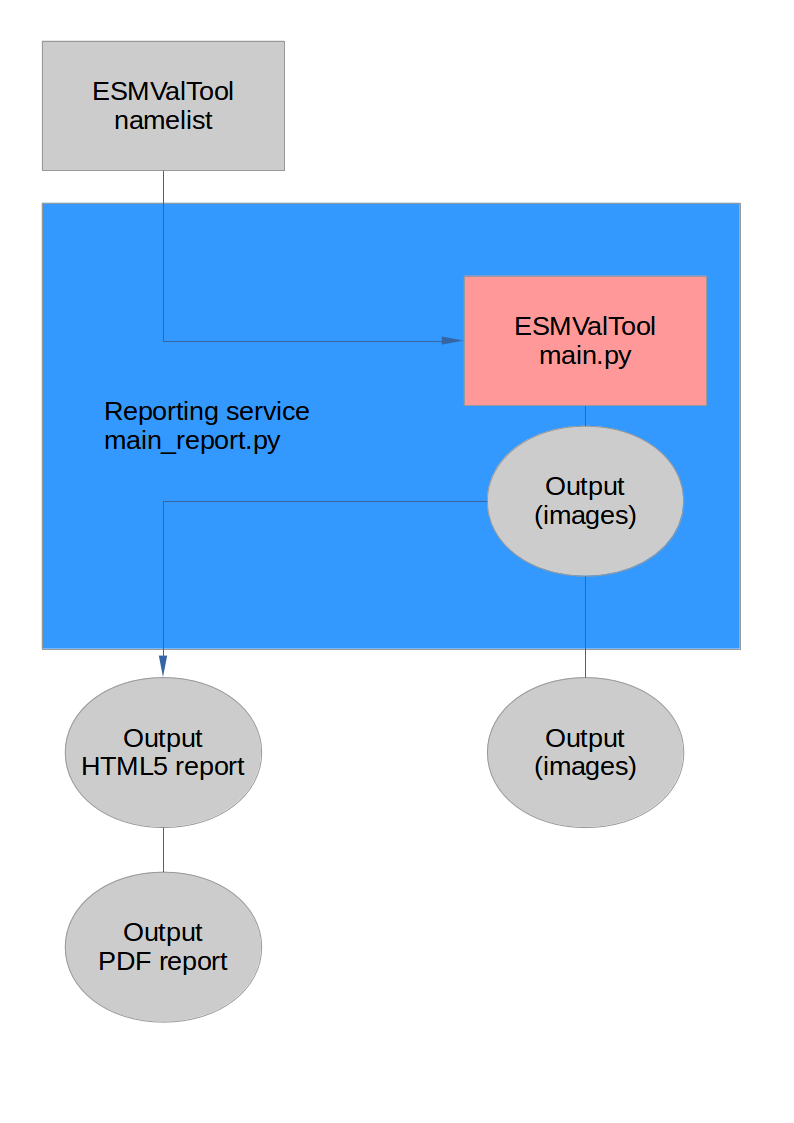 ESMValTool
namelist
ESMValTool
main.py
Reporting service
main_report.py
Output
(images)
Output
HTML5 report
Output
(images)
Output
PDF report